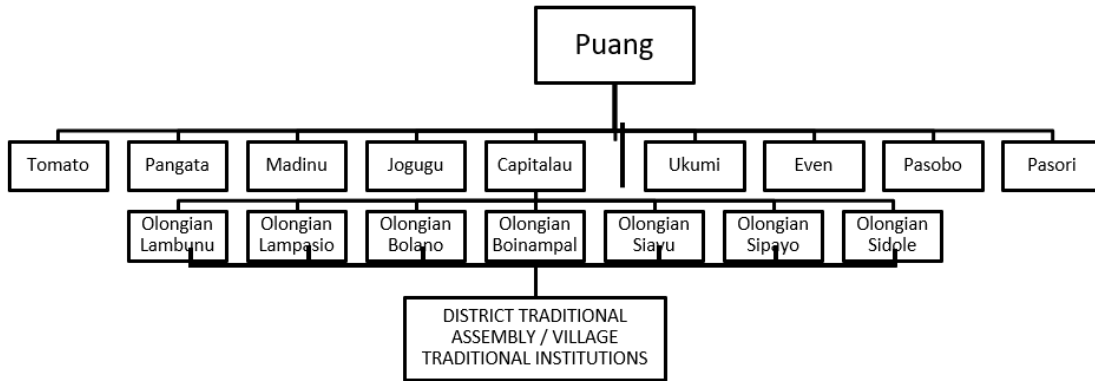 Puang
Tomato
Pangata
Madinu
Jogugu
Capitalau
Ukumi
Even
Pasobo
Pasori
Olongian
Lambunu
Olongian
Lampasio
Olongian
Bolano
Olongian
Boinampal
Olongian
Siavu
Olongian
Sipayo
Olongian
Sidole
DISTRICT TRADITIONAL
ASSEMBLY / VILLAGE
TRADITIONAL INSTITUTIONS